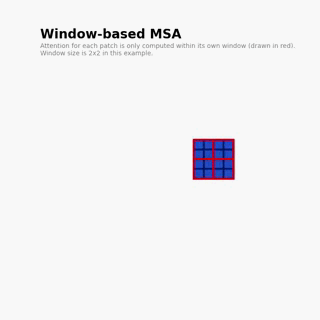 Window-based MSA
Attention for each patch is only computed within its own window (drawn in red).
Window size is 2x2 in this example.